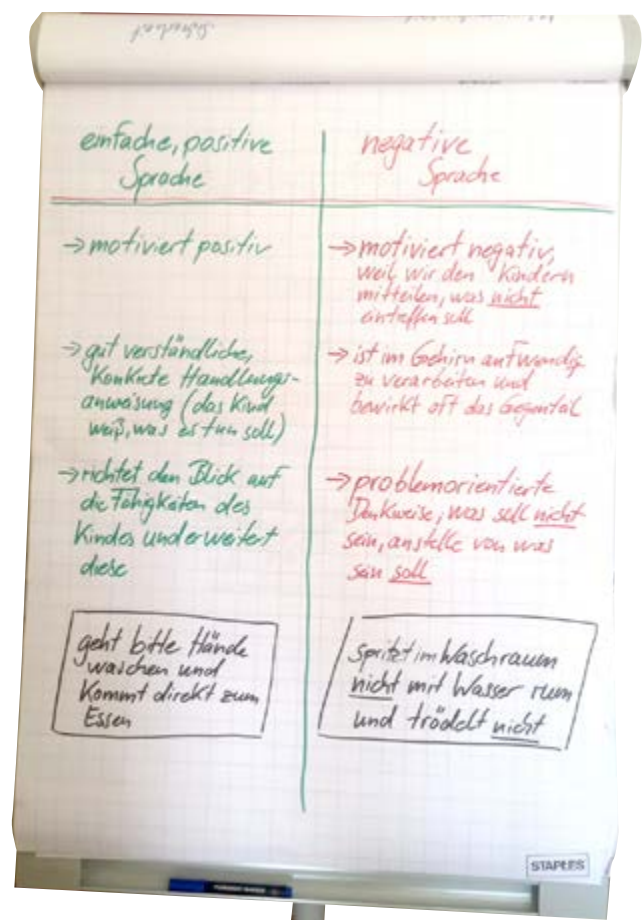 einfache, positive
Sprache
→ motiviert positiv
→ gut verständliche,
konkrete Handlungs-
anweisung (das Kind
weiß, was es tun soll)
→ richtet den Blick auf
die Fähigkeiten des
Kindes und erweitert
diese
geht bitte Hände
waschen und
kommt direkt zum
Essen
negative
Sprache
→ motiviert negativ,
weil wir den Kindern
mitteilen, was nicht
eintreffen soll
→ ist im Gehirn aufwendig
zu verarbeiten und
bewirkt oft das Gegenteil
→ problemorientierte
Denkweise, was soll nicht
sein, anstelle von was
sein soll
Spritzt im Waschraum
nicht mit Wasser rum
und trödelt nicht
STAPLES